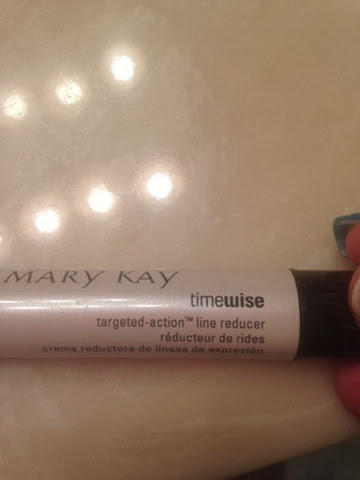 MARY KAY
timewise
targeted-action™ line reducer
réducteur de rides
crema reductora de líneas de expresión